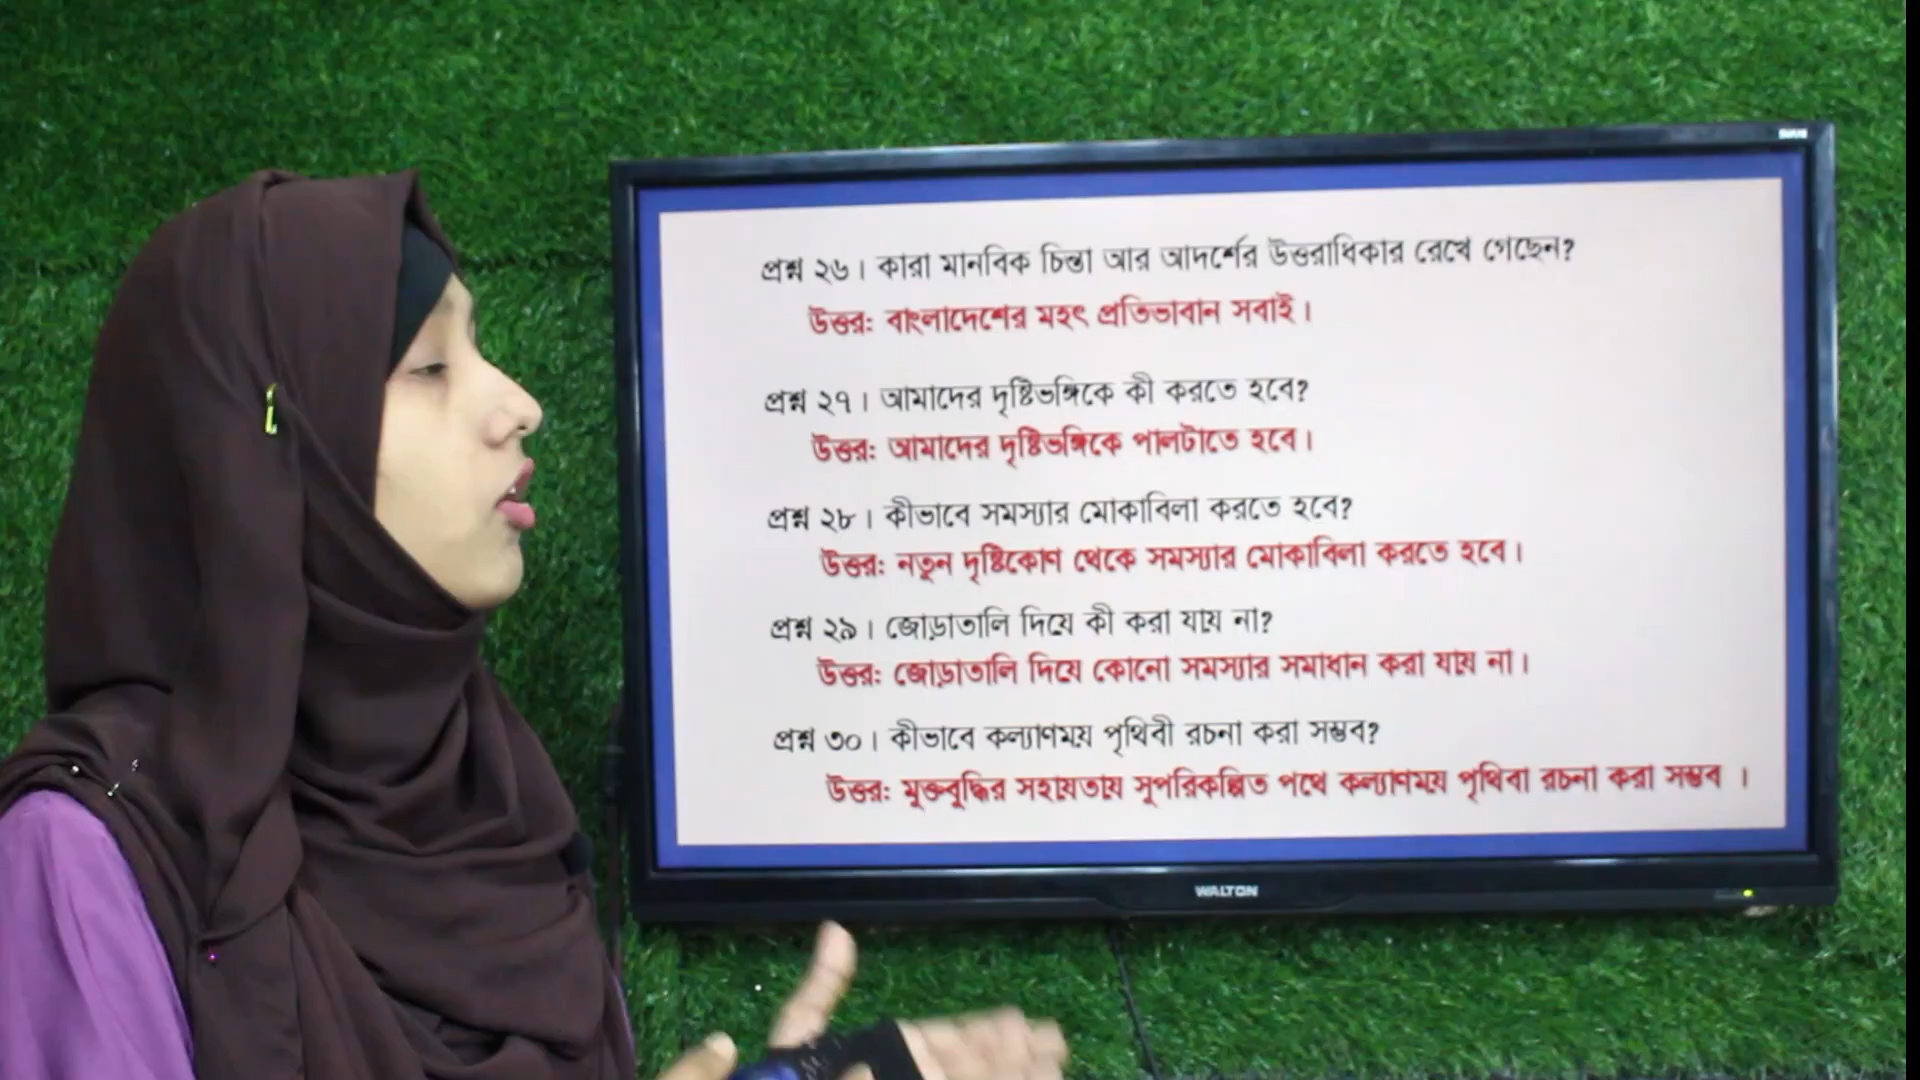 প্রশ্ন ২৬। কারা মানবিক চিন্তা আর আদর্শের উত্তরাধিকার রেখে গেছেন?
উত্তর: বাংলাদেশের মহৎ প্রতিভাবান সবাই।
প্রশ্ন ২৭। আমাদের দৃষ্টিভঙ্গিকে কী করতে হবে?
উত্তর: আমাদের দৃষ্টিভঙ্গিকে পালটাতে হবে।
প্রশ্ন ২৮। কীভাবে সমস্যার মোকাবিলা করতে হবে?
উত্তর: নতুন দৃষ্টিকোণ থেকে সমস্যার মোকাবিলা করতে হবে।
প্রশ্ন ২৯। জোড়াতালি দিয়ে কী করা যায় না?
উত্তর: জোড়াতালি দিয়ে কোনো সমস্যার সমাধান করা যায় না।
প্রশ্ন ৩০। কীভাবে কল্যাণময় পৃথিবী রচনা করা সম্ভব?
উত্তর: মুক্তবুদ্ধির সহায়তায় সুপরিকল্পিত পথে কল্যাণময় পৃথিবা রচনা করা সম্ভব ।
WALTON